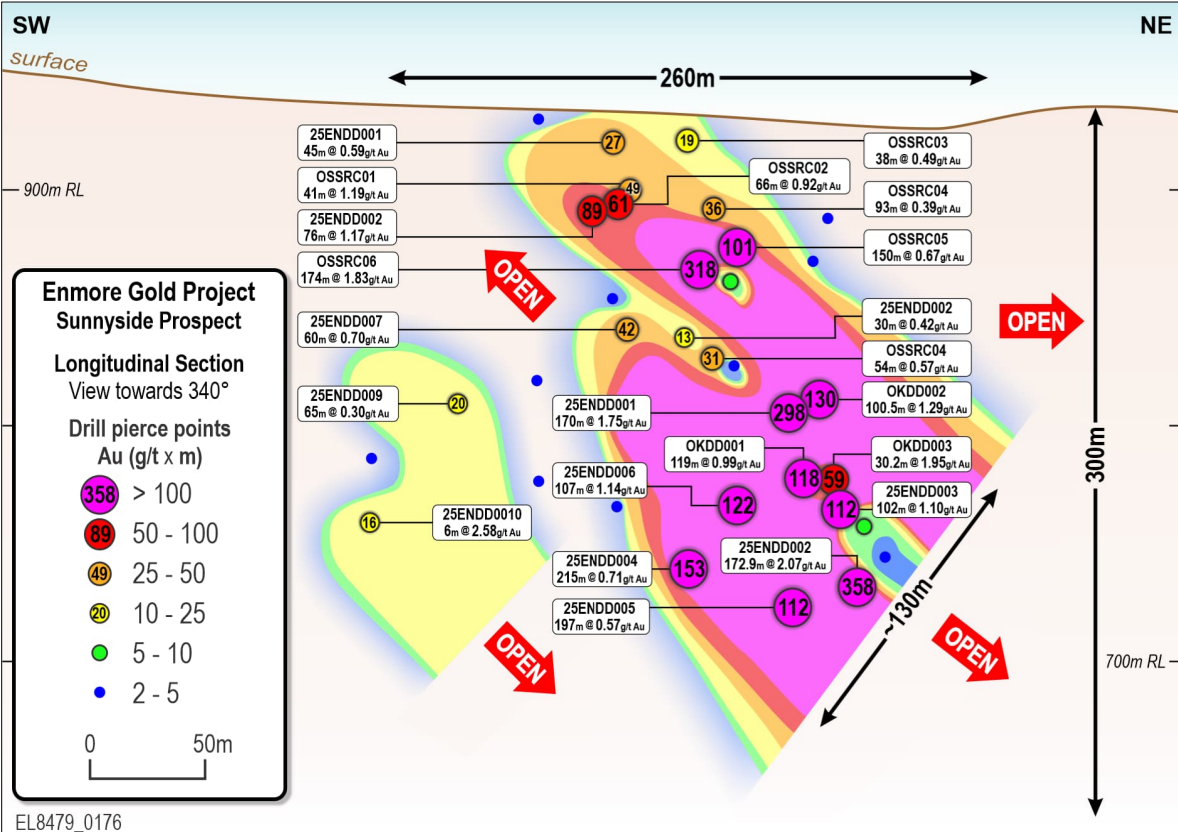 SW
NE
surface
260m
25ENDD001
45m @ 0.59g/t Au
27
19
OSSRC03
38m @ 0.49g/t Au
OSSRC01
41m @ 1.19g/t Au
49
OSSRC02
66m @ 0.92g/t Au
900m RL
25ENDD002
76m @ 1.17g/t Au
89
61
36
OSSRC04
93m @ 0.39g/t Au
OSSRC06
174m @ 1.83g/t Au
318
101
OSSRC05
150m @ 0.67g/t Au
OPEN
OPEN
25ENDD007
60m @ 0.70g/t Au
42
13
25ENDD002
30m @ 0.42g/t Au
31
OSSRC04
54m @ 0.57g/t Au
25ENDD009
65m @ 0.30g/t Au
20
25ENDD001
170m @ 1.75g/t Au
298
130
OKDD002
100.5m @ 1.29g/t Au
OKDD001
119m @ 0.99g/t Au
118
59
OKDD003
30.2m @ 1.95g/t Au
300m
25ENDD006
107m @ 1.14g/t Au
122
112
25ENDD003
102m @ 1.10g/t Au
16
25ENDD0010
6m @ 2.58g/t Au
25ENDD004
215m @ 0.71g/t Au
153
25ENDD002
172.9m @ 2.07g/t Au
358
25ENDD005
197m @ 0.57g/t Au
112
~130m
OPEN
OPEN
700m RL
Enmore Gold Project
Sunnyside Prospect
Longitudinal Section
View towards 340°
Drill pierce points
Au (g/t x m)
358 > 100
89 50 - 100
49 25 - 50
20 10 - 25
5 - 10
2 - 5
0 50m
EL8479_0176